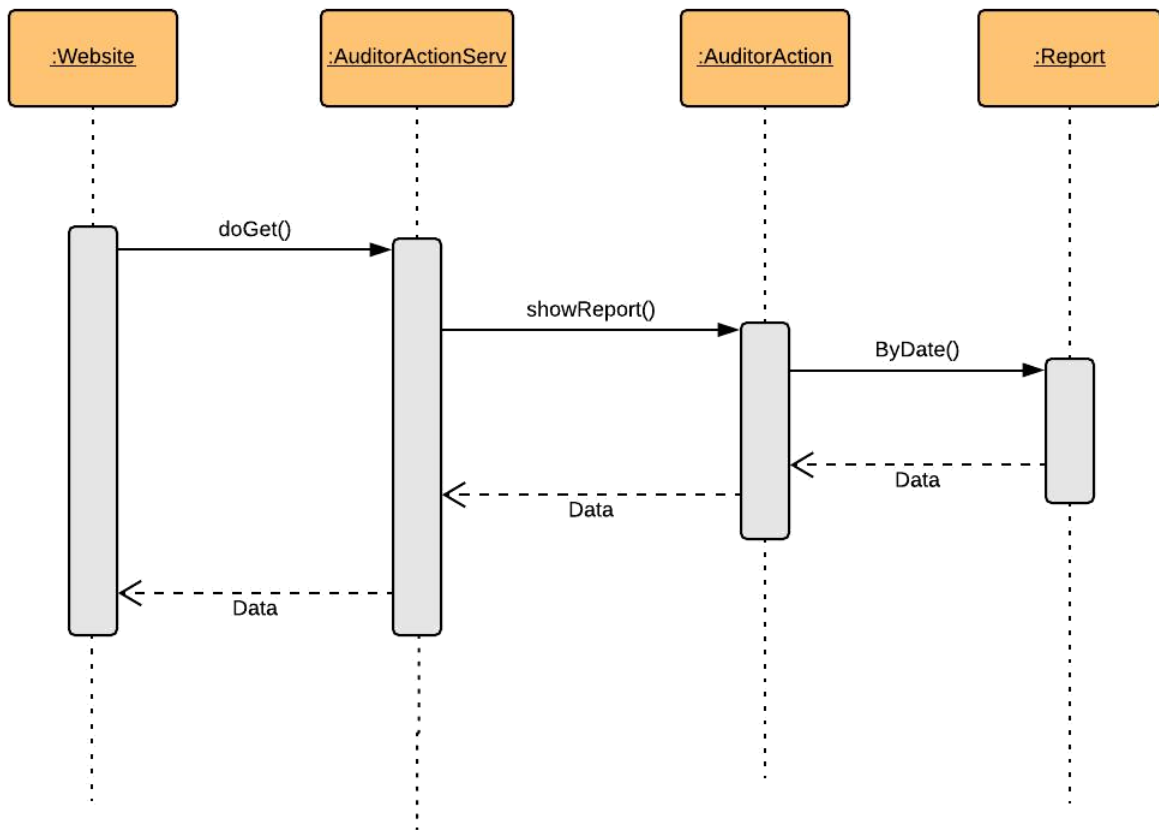 :Website
:AuditorActionServ
:AuditorAction
:Report
doGet()
showReport()
ByDate()
Data
Data
Data